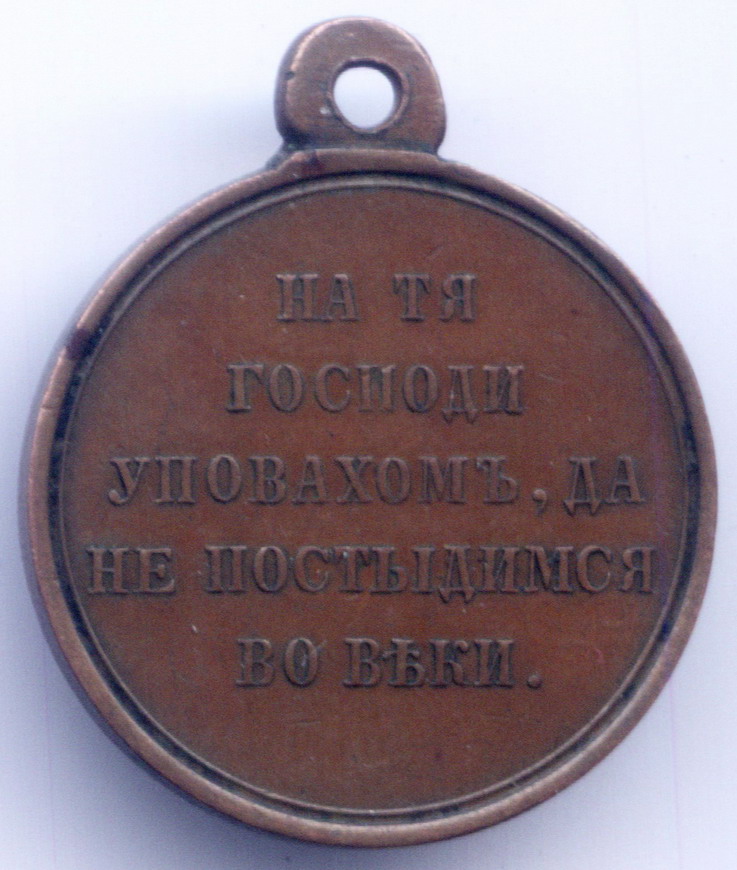 НА ТЯ
ГОСПОДИ
УПОВАХОМЪ, ДА
НЕ ПОСТЫДИМСЯ
ВО ВѢКИ.